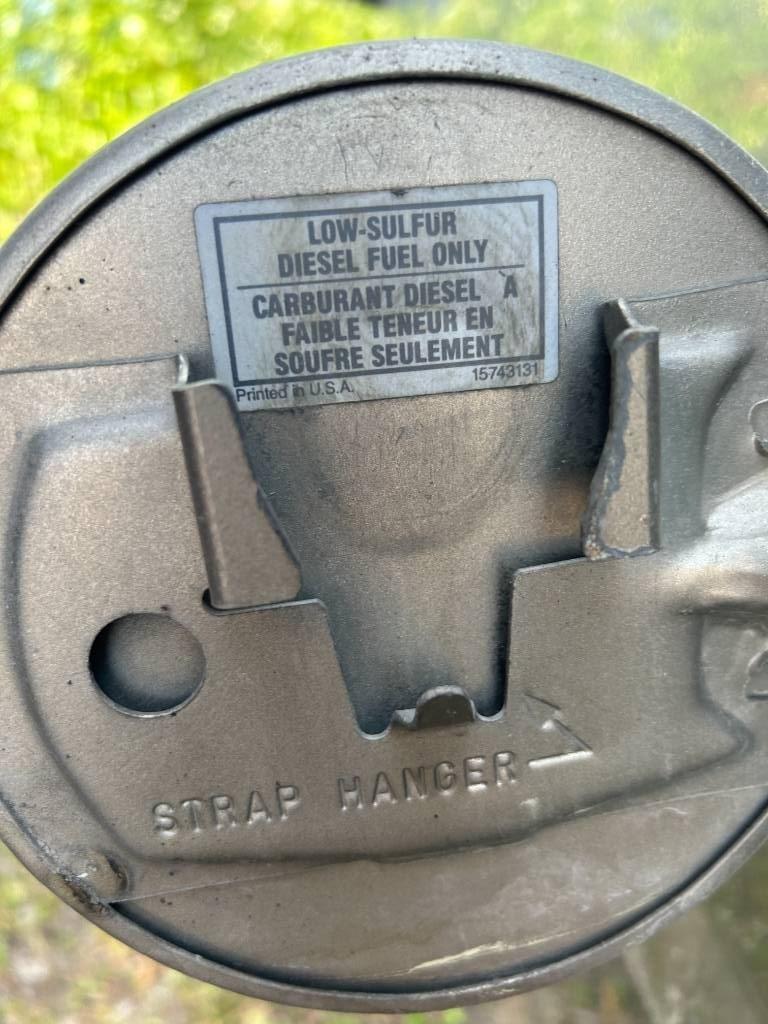 LOW-SULFUR
DIESEL FUEL ONLY
CARBURANT DIESEL A
FAIBLE TENEUR EN
SOUFRE SEULEMENT
Printed in U.S.A. 15743131
STRAP HANGER